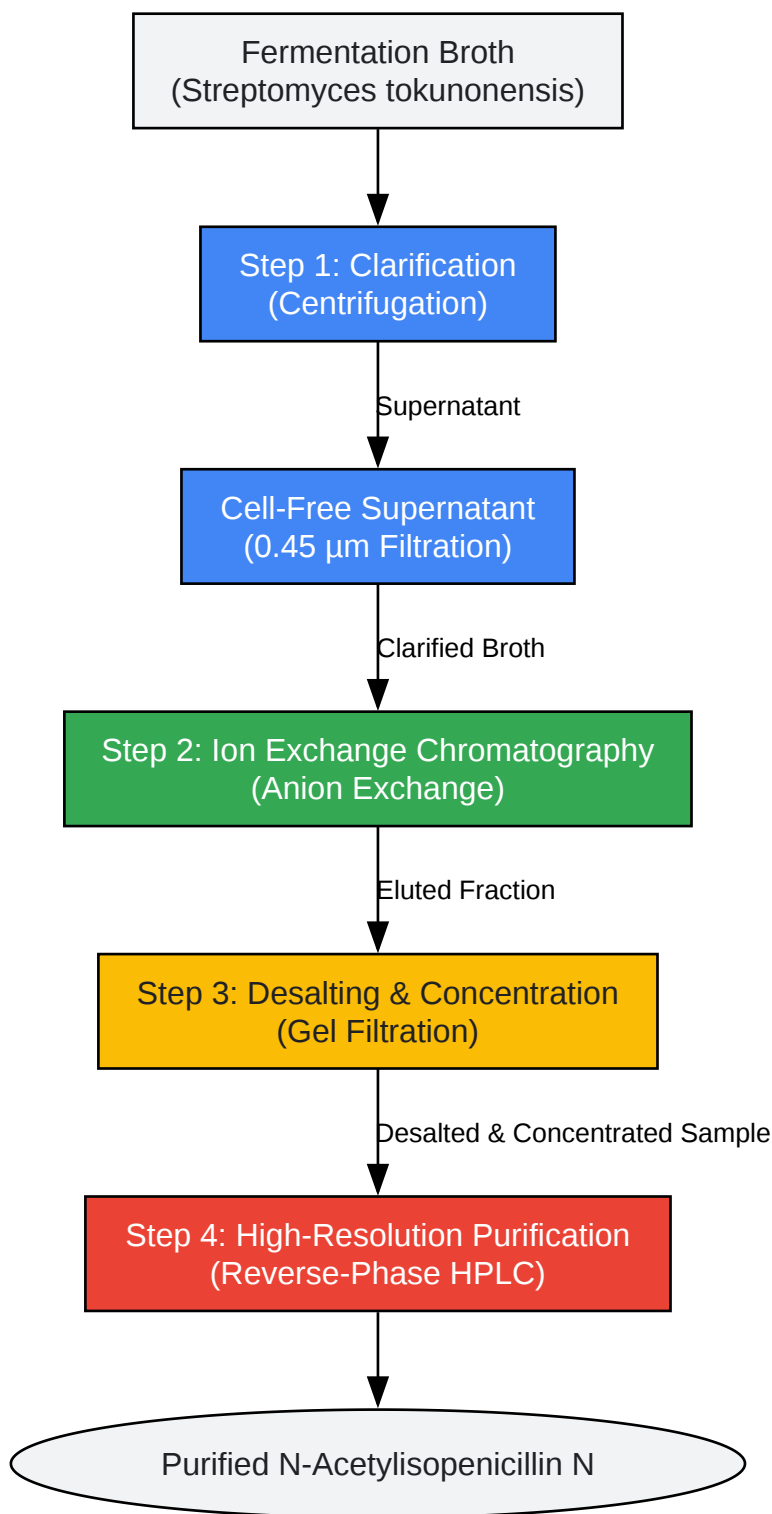 Fermentation Broth
(Streptomyces tokunonensis)
Step 1: Clarification
(Centrifugation)
Supernatant
Cell-Free Supernatant
(0.45 µm Filtration)
Clarified Broth
Step 2: Ion Exchange Chromatography
(Anion Exchange)
Eluted Fraction
Step 3: Desalting & Concentration
(Gel Filtration)
Desalted & Concentrated Sample
Step 4: High-Resolution Purification
(Reverse-Phase HPLC)
Purified N-Acetylisopenicillin N